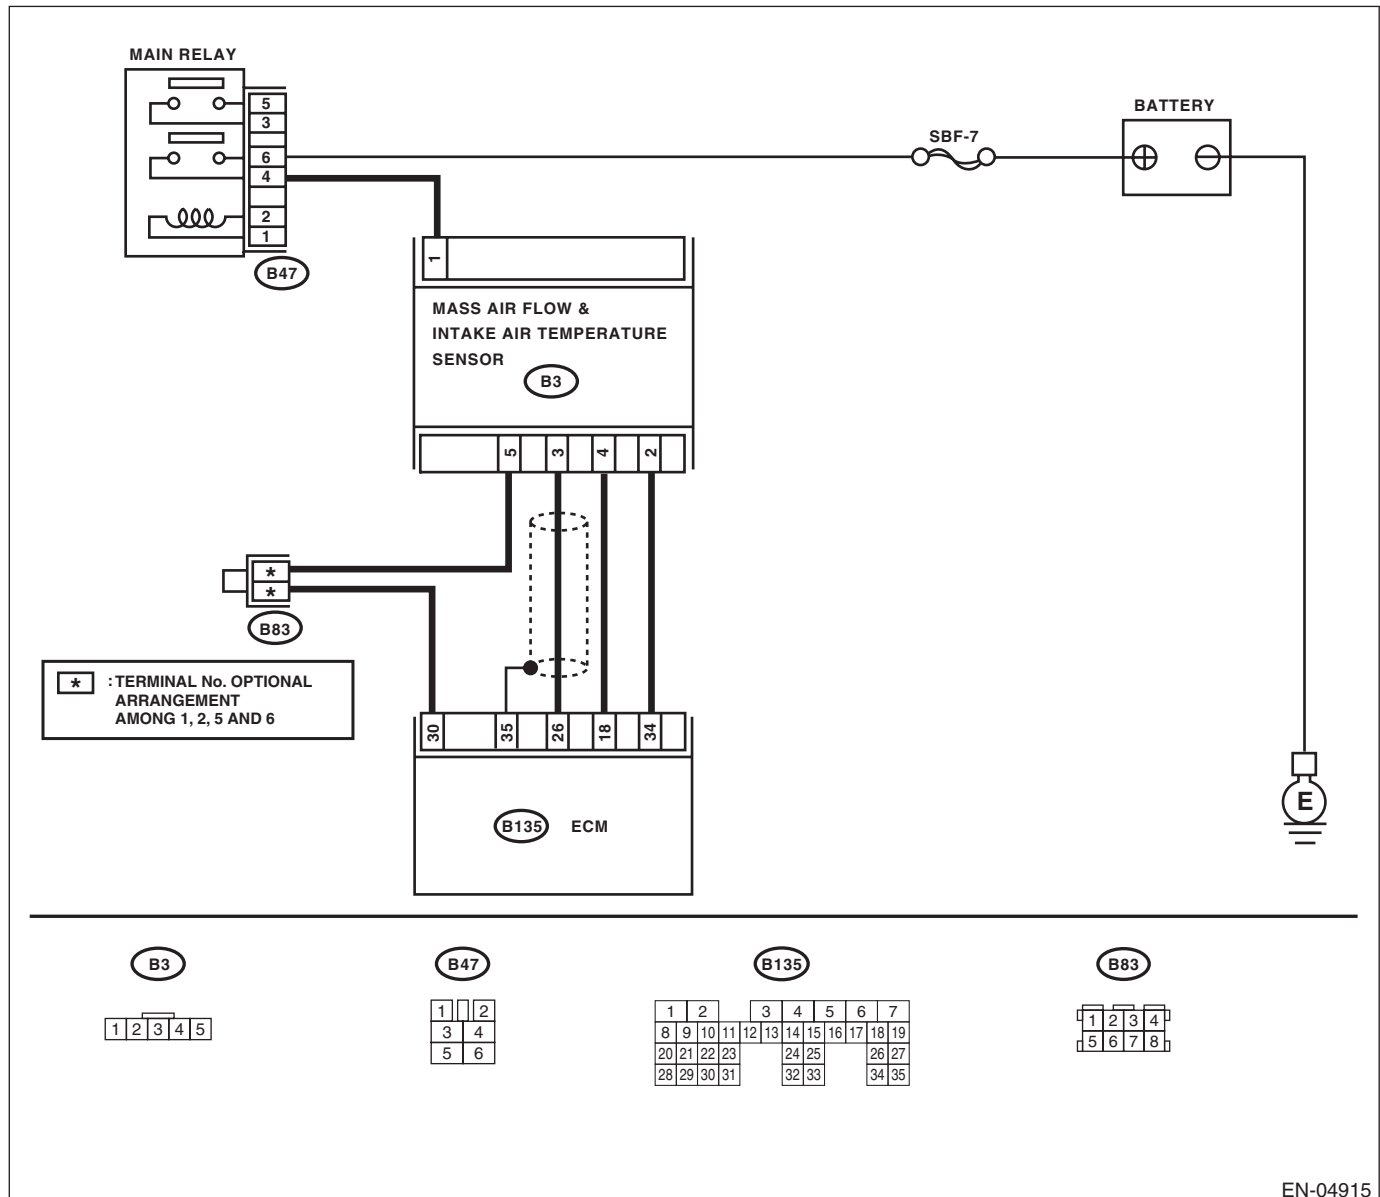 MAIN RELAY
5
3
6
4
2
1
B47
SBF-7
BATTERY
1
MASS AIR FLOW &
INTAKE AIR TEMPERATURE
SENSOR
B3
5 3 4 2
*
*
B83
* : TERMINAL No. OPTIONAL
ARRANGEMENT
AMONG 1, 2, 5 AND 6
30 35 26 18 34
B135 ECM
E
B3 B47 B135 B83
1 2 3 4 5
1 2
3 4
5 6
1 2 3 4 5 6 7
8 9 10 11 12 13 14 15 16 17 18 19
20 21 22 23 24 25 26 27
28 29 30 31 32 33 34 35
1 2 3 4
5 6 7 8
EN-04915